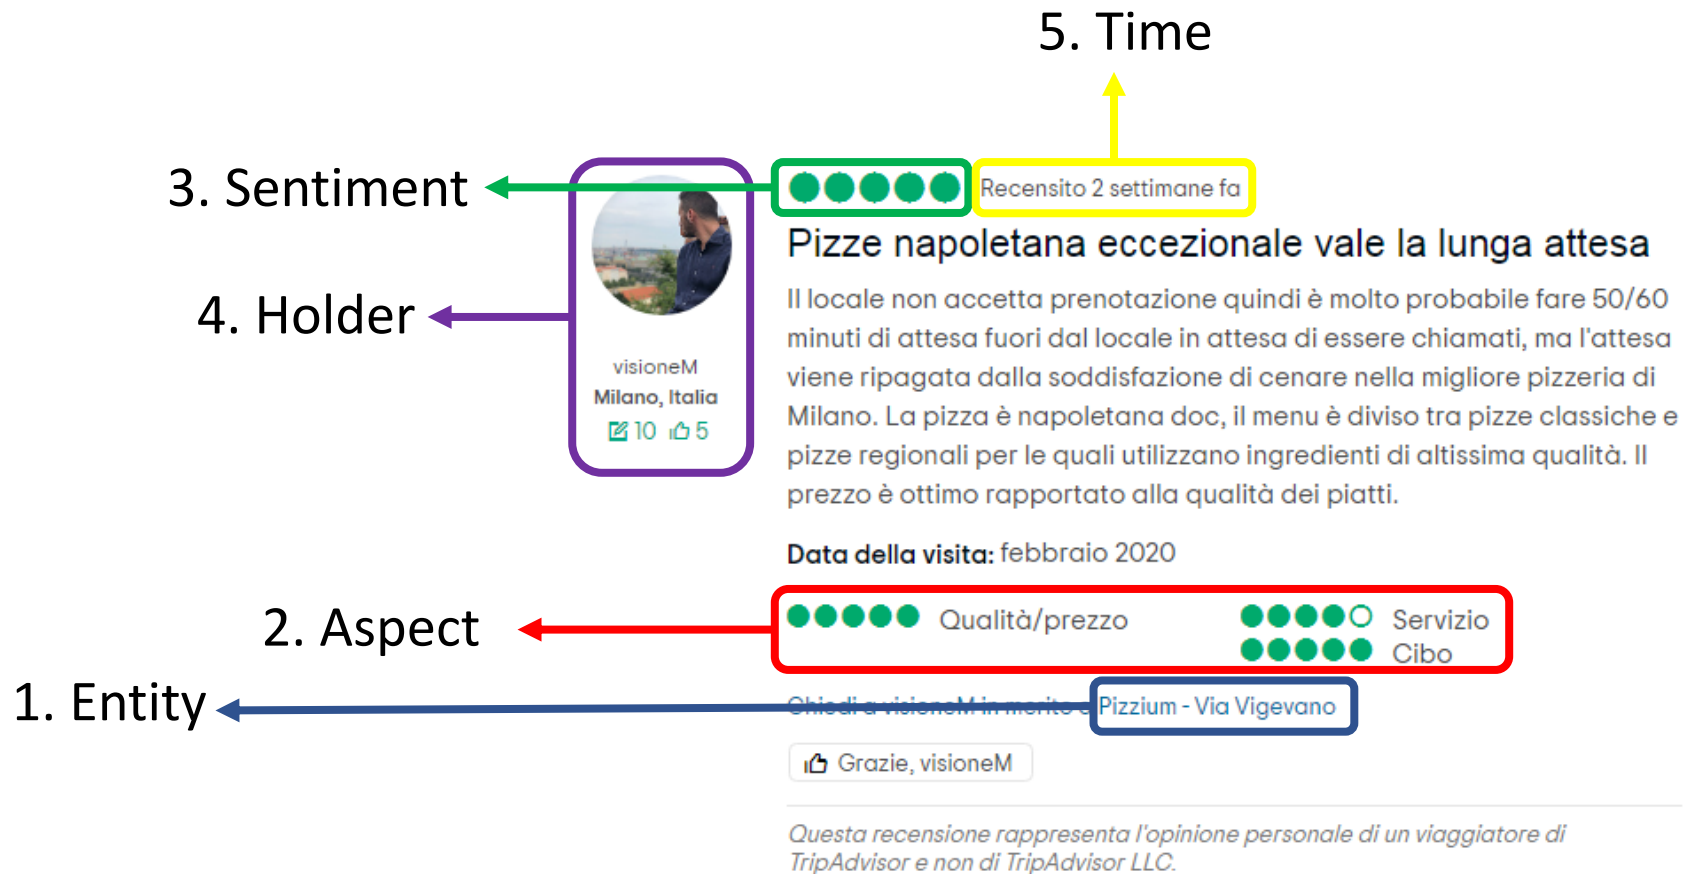 5. Time
3. Sentiment
Recensito 2 settimane fa
Pizze napoletana eccezionale vale la lunga attesa
4. Holder
visioneM
Milano, Italia
10 5
Il locale non accetta prenotazione quindi è molto probabile fare 50/60
minuti di attesa fuori dal locale in attesa di essere chiamati, ma l'attesa
viene ripagata dalla soddisfazione di cenare nella migliore pizzeria di
Milano. La pizza è napoletana doc, il menu è diviso tra pizze classiche e
pizze regionali per le quali utilizzano ingredienti di altissima qualità. Il
prezzo è ottimo rapportato alla qualità dei piatti.
Data della visita: febbraio 2020
2. Aspect
Qualità/prezzo
Servizio
Cibo
1. Entity
Chiedi a visioneM in merito a Pizzium - Via Vigevano
Grazie, visioneM
Questa recensione rappresenta l'opinione personale di un viaggiatore di
TripAdvisor e non di TripAdvisor LLC.